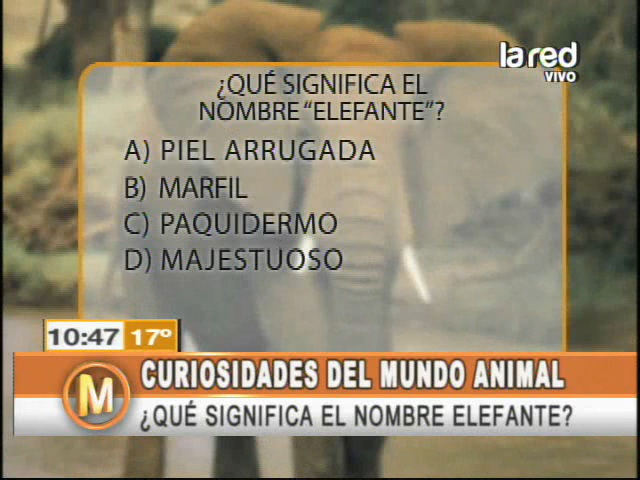 la red
VIVO
¿QUÉ SIGNIFICA EL
NOMBRE “ELEFANTE”?
A) PIEL ARRUGADA
B) MARFIL
C) PAQUIDERMO
D) MAJESTUOSO
10:47 17º
M
CURIOSIDADES DEL MUNDO ANIMAL
¿QUÉ SIGNIFICA EL NOMBRE ELEFANTE?